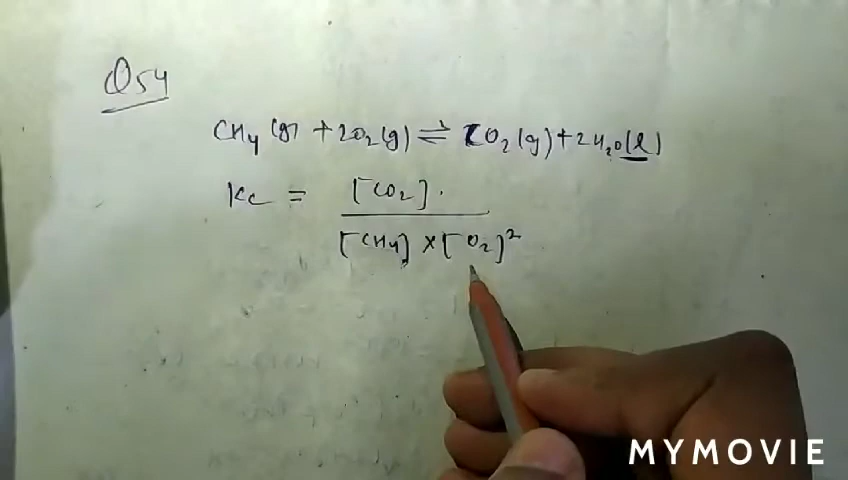 Q54
CH₄(g) + 2O₂(g) ⇌ CO₂(g) + 2H₂O(l)
Kc = [CO₂].
[CH₄] × [O₂]²
MYMOVIE